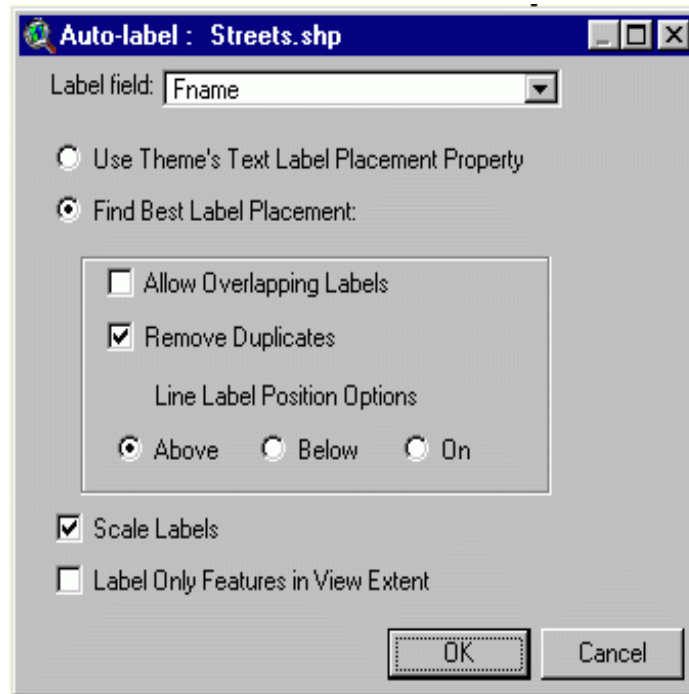 Auto-label :  Streets.shp
Label field: Fname
Use Theme's Text Label Placement Property
Find Best Label Placement:
Allow Overlapping Labels
Remove Duplicates
Line Label Position Options
Above Below On
Scale Labels
Label Only Features in View Extent
OK Cancel